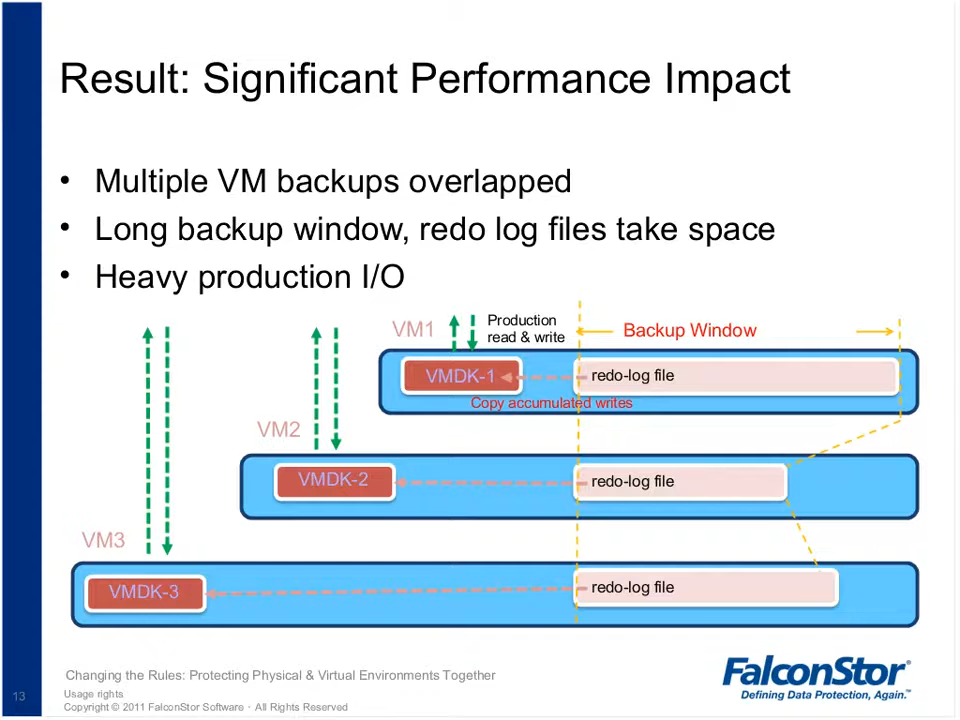 Result: Significant Performance Impact
• Multiple VM backups overlapped
• Long backup window, redo log files take space
• Heavy production I/O
VM1
Production
read & write
Backup Window
VMDK-1
redo-log file
Copy accumulated writes
VM2
VMDK-2
redo-log file
VM3
VMDK-3
redo-log file
Changing the Rules: Protecting Physical & Virtual Environments Together
13
Usage rights
Copyright © 2011 FalconStor Software · All Rights Reserved
FalconStor®
Defining Data Protection, Again.™